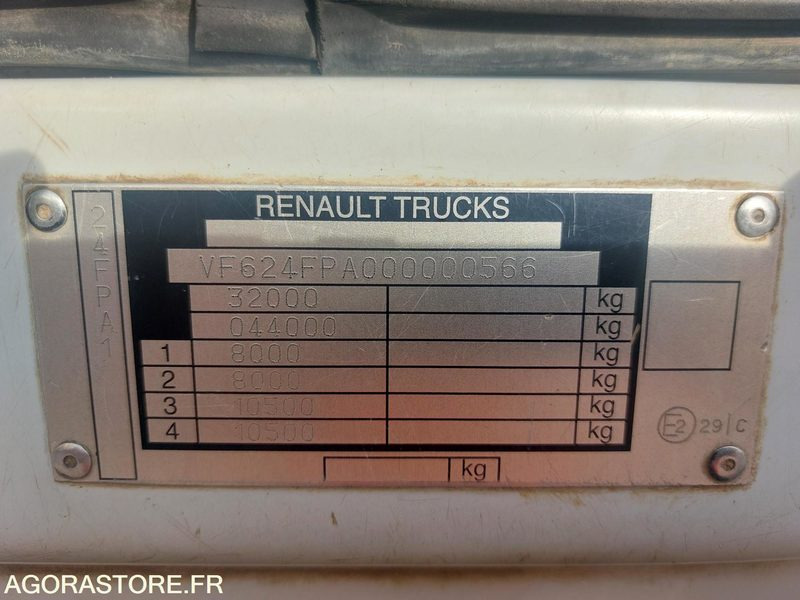 RENAULT TRUCKS
24FPA1
VF624FPA000000566
32000 kg
044000 kg
1 8000 kg
2 8000 kg
3 10500 kg
4 10500 kg
kg
E2 29|C
AGORASTORE.FR